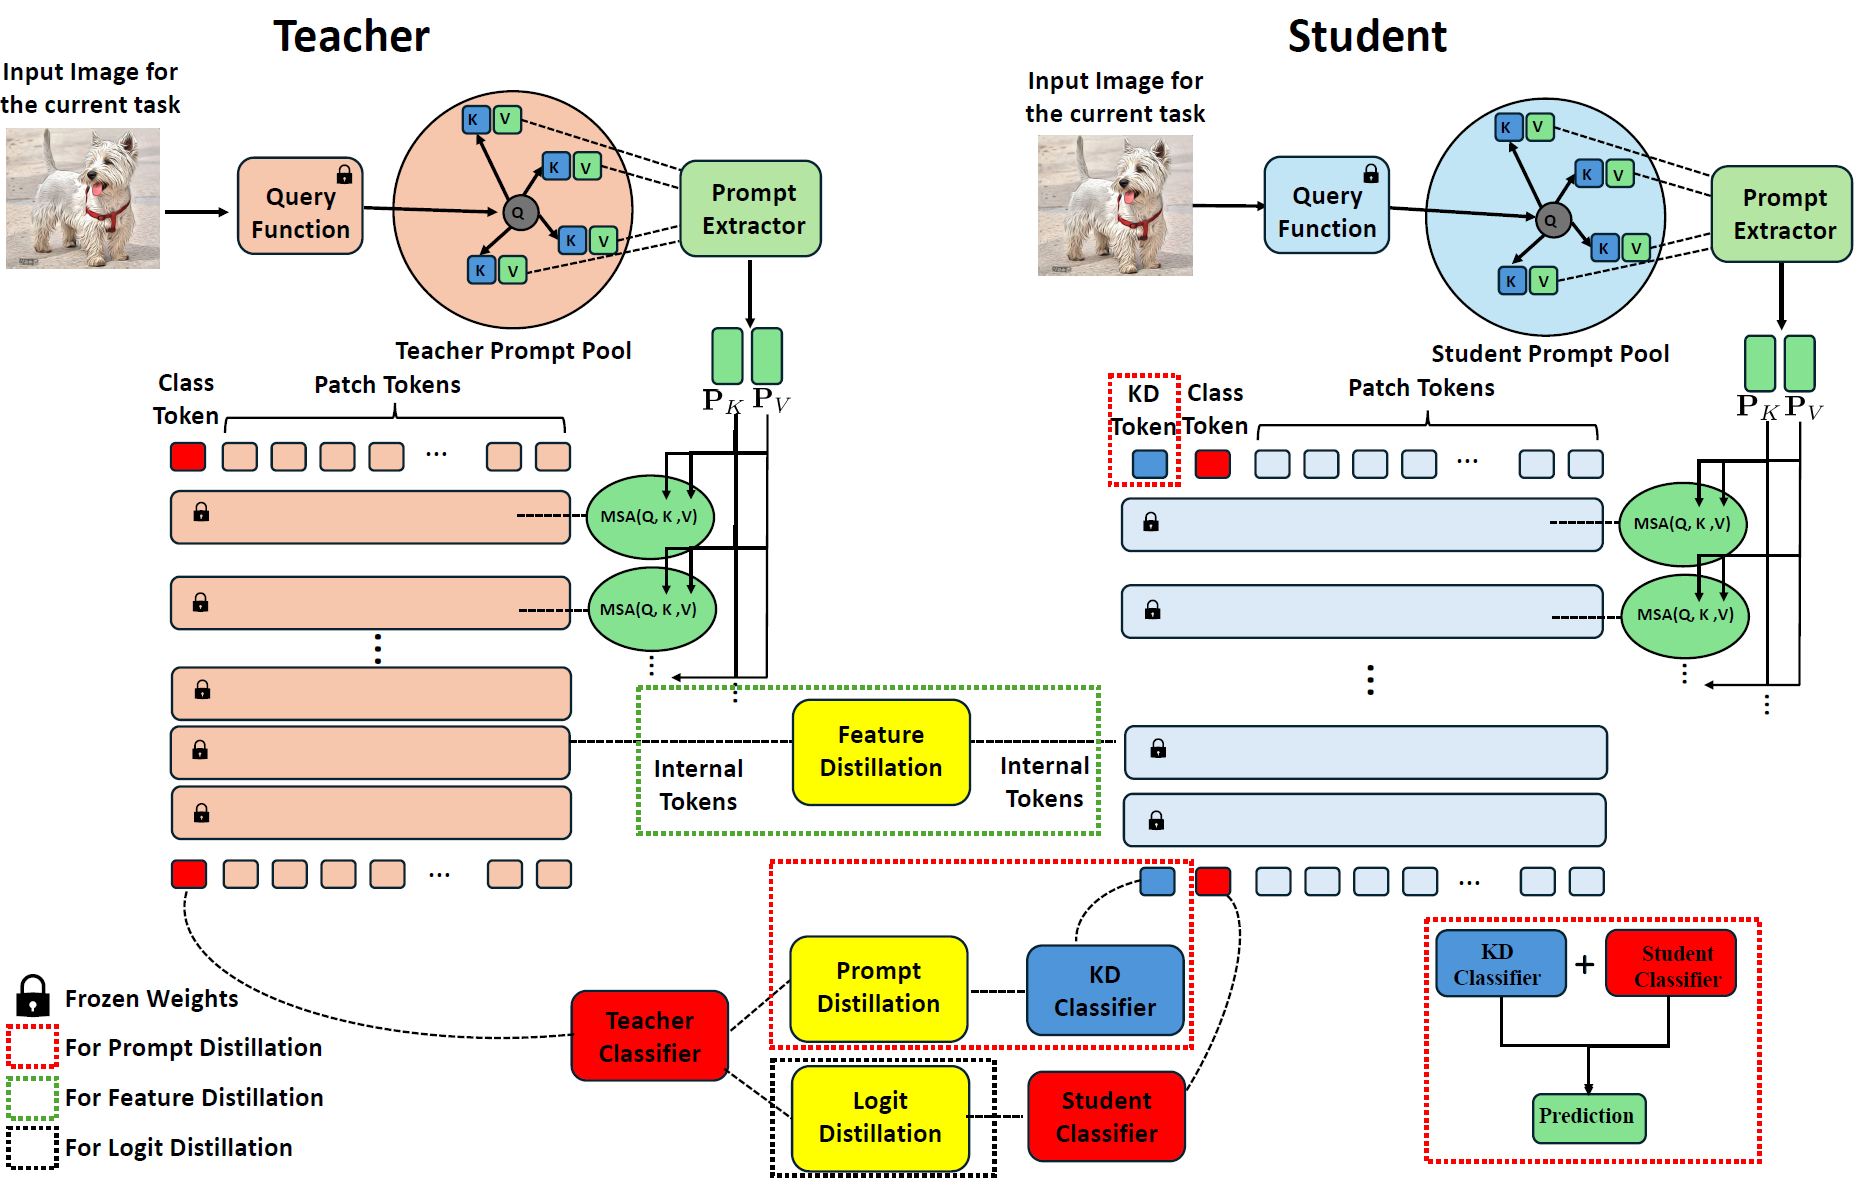 Teacher
Input Image for
the current task
Query
Function
K V
K V
Q
K V
K V
Prompt
Extractor
Teacher Prompt Pool
P_K P_V
Class
Token
Patch Tokens
...
MSA(Q, K ,V)
MSA(Q, K ,V)
...
...
...
...
Student
Input Image for
the current task
Query
Function
K V
K V
Q
K V
K V
Prompt
Extractor
Student Prompt Pool
P_K P_V
KD
Token
Class
Token
Patch Tokens
...
MSA(Q, K ,V)
MSA(Q, K ,V)
...
...
...
...
Internal
Tokens
Feature
Distillation
Internal
Tokens
Teacher
Classifier
Prompt
Distillation
KD
Classifier
Logit
Distillation
Student
Classifier
KD
Classifier
+
Student
Classifier
Prediction
Frozen Weights
For Prompt Distillation
For Feature Distillation
For Logit Distillation